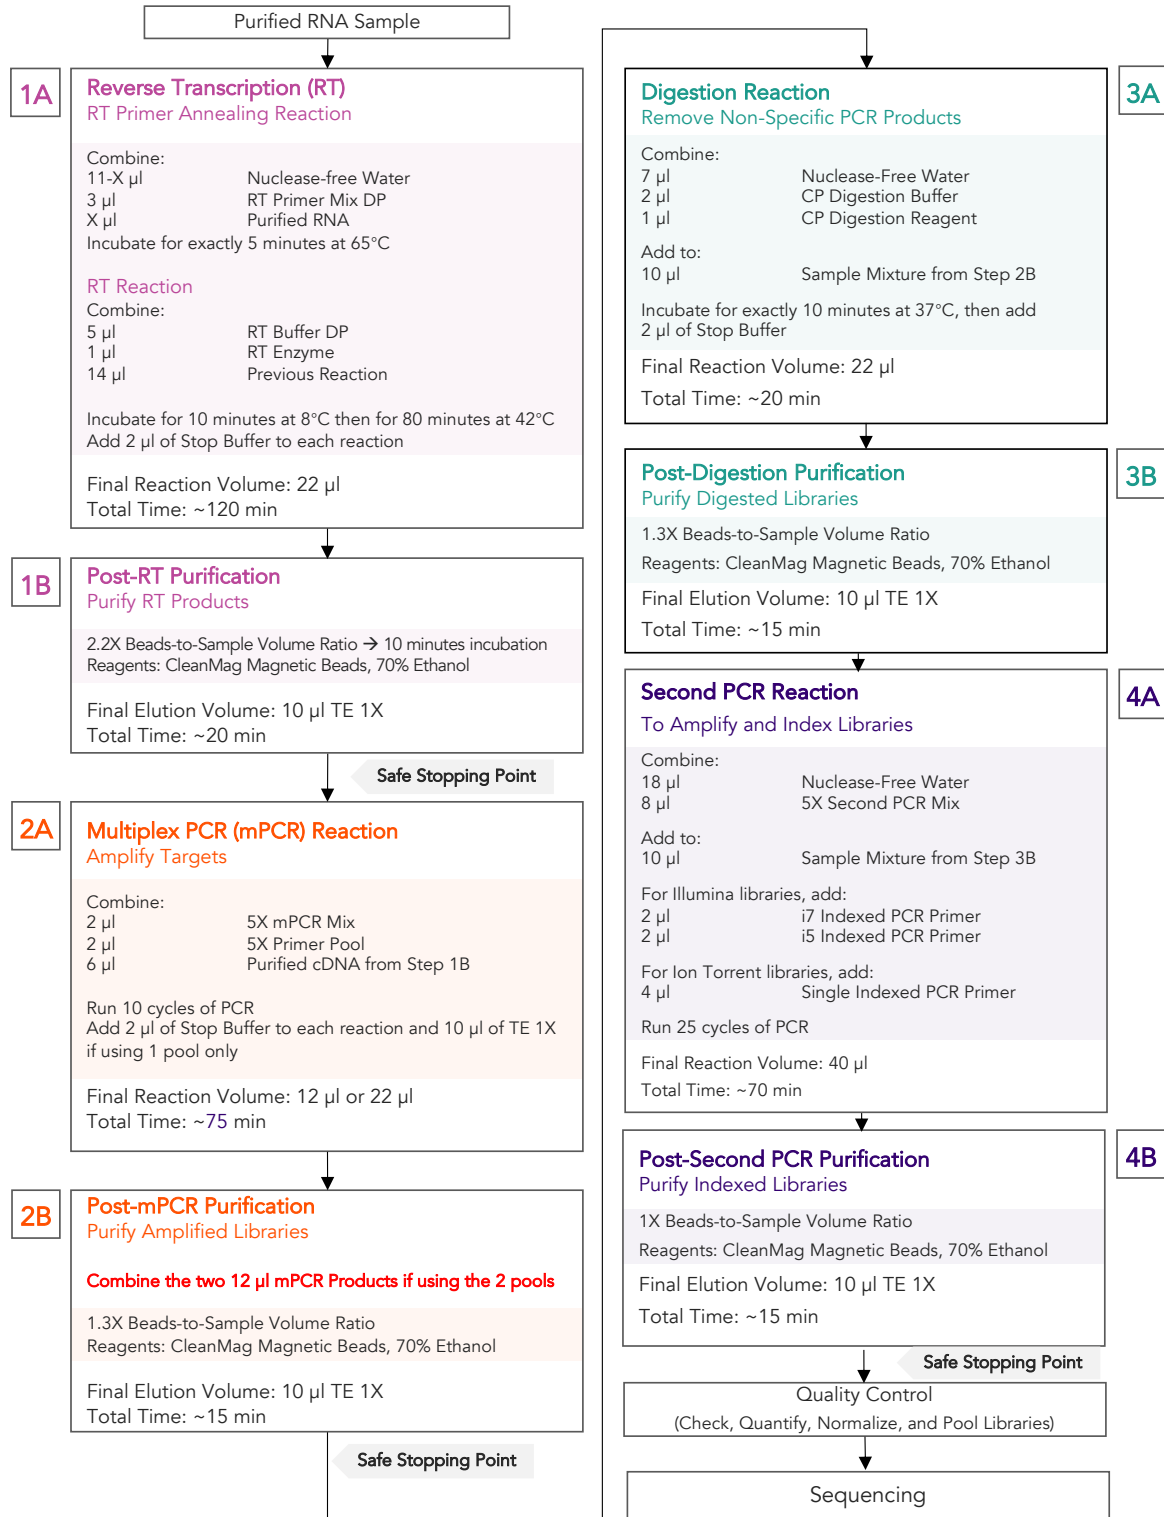 Purified RNA Sample
1A
Reverse Transcription (RT)
RT Primer Annealing Reaction
Combine:
11-X µl Nuclease-free Water
3 µl RT Primer Mix DP
X µl Purified RNA
Incubate for exactly 5 minutes at 65°C
RT Reaction
Combine:
5 µl RT Buffer DP
1 µl RT Enzyme
14 µl Previous Reaction
Incubate for 10 minutes at 8°C then for 80 minutes at 42°C
Add 2 µl of Stop Buffer to each reaction
Final Reaction Volume: 22 µl
Total Time: ~120 min
1B
Post-RT Purification
Purify RT Products
2.2X Beads-to-Sample Volume Ratio → 10 minutes incubation
Reagents: CleanMag Magnetic Beads, 70% Ethanol
Final Elution Volume: 10 µl TE 1X
Total Time: ~20 min
Safe Stopping Point
2A
Multiplex PCR (mPCR) Reaction
Amplify Targets
Combine:
2 µl 5X mPCR Mix
2 µl 5X Primer Pool
6 µl Purified cDNA from Step 1B
Run 10 cycles of PCR
Add 2 µl of Stop Buffer to each reaction and 10 µl of TE 1X
if using 1 pool only
Final Reaction Volume: 12 µl or 22 µl
Total Time: ~75 min
2B
Post-mPCR Purification
Purify Amplified Libraries
Combine the two 12 µl mPCR Products if using the 2 pools
1.3X Beads-to-Sample Volume Ratio
Reagents: CleanMag Magnetic Beads, 70% Ethanol
Final Elution Volume: 10 µl TE 1X
Total Time: ~15 min
Safe Stopping Point
3A
Digestion Reaction
Remove Non-Specific PCR Products
Combine:
7 µl Nuclease-Free Water
2 µl CP Digestion Buffer
1 µl CP Digestion Reagent
Add to:
10 µl Sample Mixture from Step 2B
Incubate for exactly 10 minutes at 37°C, then add
2 µl of Stop Buffer
Final Reaction Volume: 22 µl
Total Time: ~20 min
3B
Post-Digestion Purification
Purify Digested Libraries
1.3X Beads-to-Sample Volume Ratio
Reagents: CleanMag Magnetic Beads, 70% Ethanol
Final Elution Volume: 10 µl TE 1X
Total Time: ~15 min
4A
Second PCR Reaction
To Amplify and Index Libraries
Combine:
18 µl Nuclease-Free Water
8 µl 5X Second PCR Mix
Add to:
10 µl Sample Mixture from Step 3B
For Illumina libraries, add:
2 µl i7 Indexed PCR Primer
2 µl i5 Indexed PCR Primer
For Ion Torrent libraries, add:
4 µl Single Indexed PCR Primer
Run 25 cycles of PCR
Final Reaction Volume: 40 µl
Total Time: ~70 min
4B
Post-Second PCR Purification
Purify Indexed Libraries
1X Beads-to-Sample Volume Ratio
Reagents: CleanMag Magnetic Beads, 70% Ethanol
Final Elution Volume: 10 µl TE 1X
Total Time: ~15 min
Safe Stopping Point
Quality Control
(Check, Quantify, Normalize, and Pool Libraries)
Sequencing